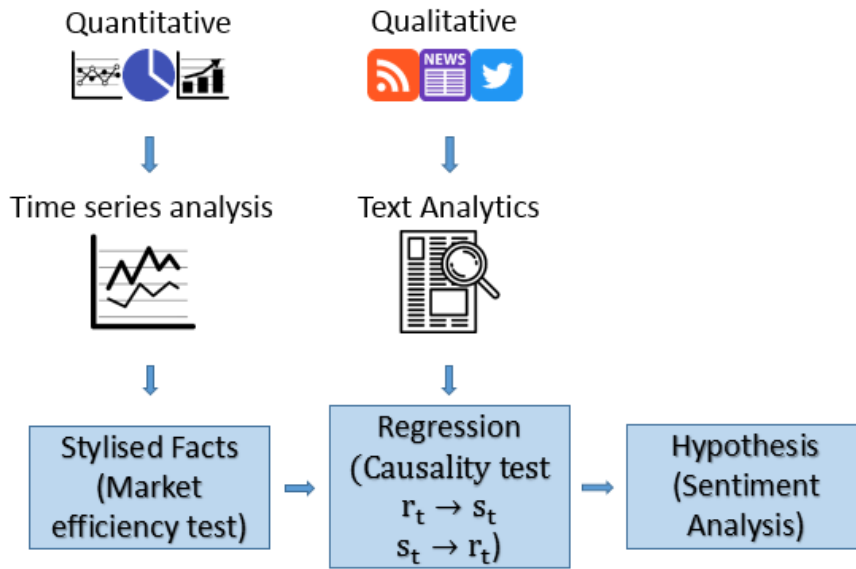 Quantitative
Qualitative
NEWS
Time series analysis
Text Analytics
Stylised Facts
(Market
efficiency test)
Regression
(Causality test
rₜ → sₜ
sₜ → rₜ)
Hypothesis
(Sentiment
Analysis)